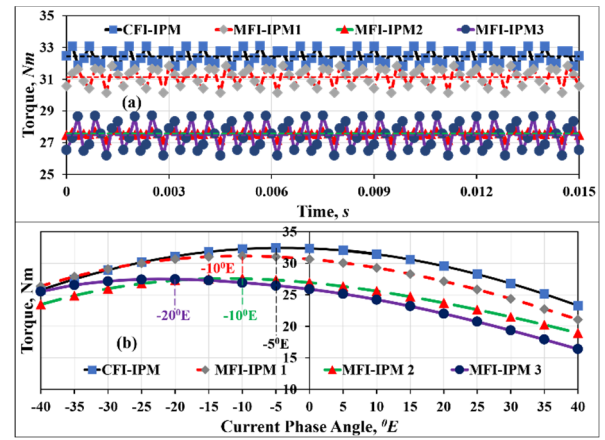 CFI-IPM MFI-IPM1 MFI-IPM2 MFI-IPM3
Torque, Nm
35
33
31
29
27
25
(a)
0 0.003 0.006 0.009 0.012 0.015
Time, s
Torque, Nm
35
30
25
20
15
10
-10⁰E
-20⁰E
-10⁰E
-5⁰E
(b)
CFI-IPM MFI-IPM 1 MFI-IPM 2 MFI-IPM 3
-40 -35 -30 -25 -20 -15 -10 -5 0 5 10 15 20 25 30 35 40
Current Phase Angle, ⁰E